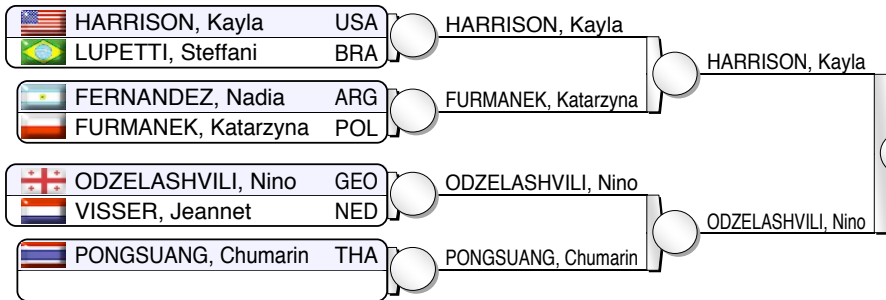 HARRISON, Kayla USA
LUPETTI, Steffani BRA
FERNANDEZ, Nadia ARG
FURMANEK, Katarzyna POL
ODZELASHVILI, Nino GEO
VISSER, Jeannet NED
PONGSUANG, Chumarin THA
HARRISON, Kayla
FURMANEK, Katarzyna
ODZELASHVILI, Nino
PONGSUANG, Chumarin
HARRISON, Kayla
ODZELASHVILI, Nino